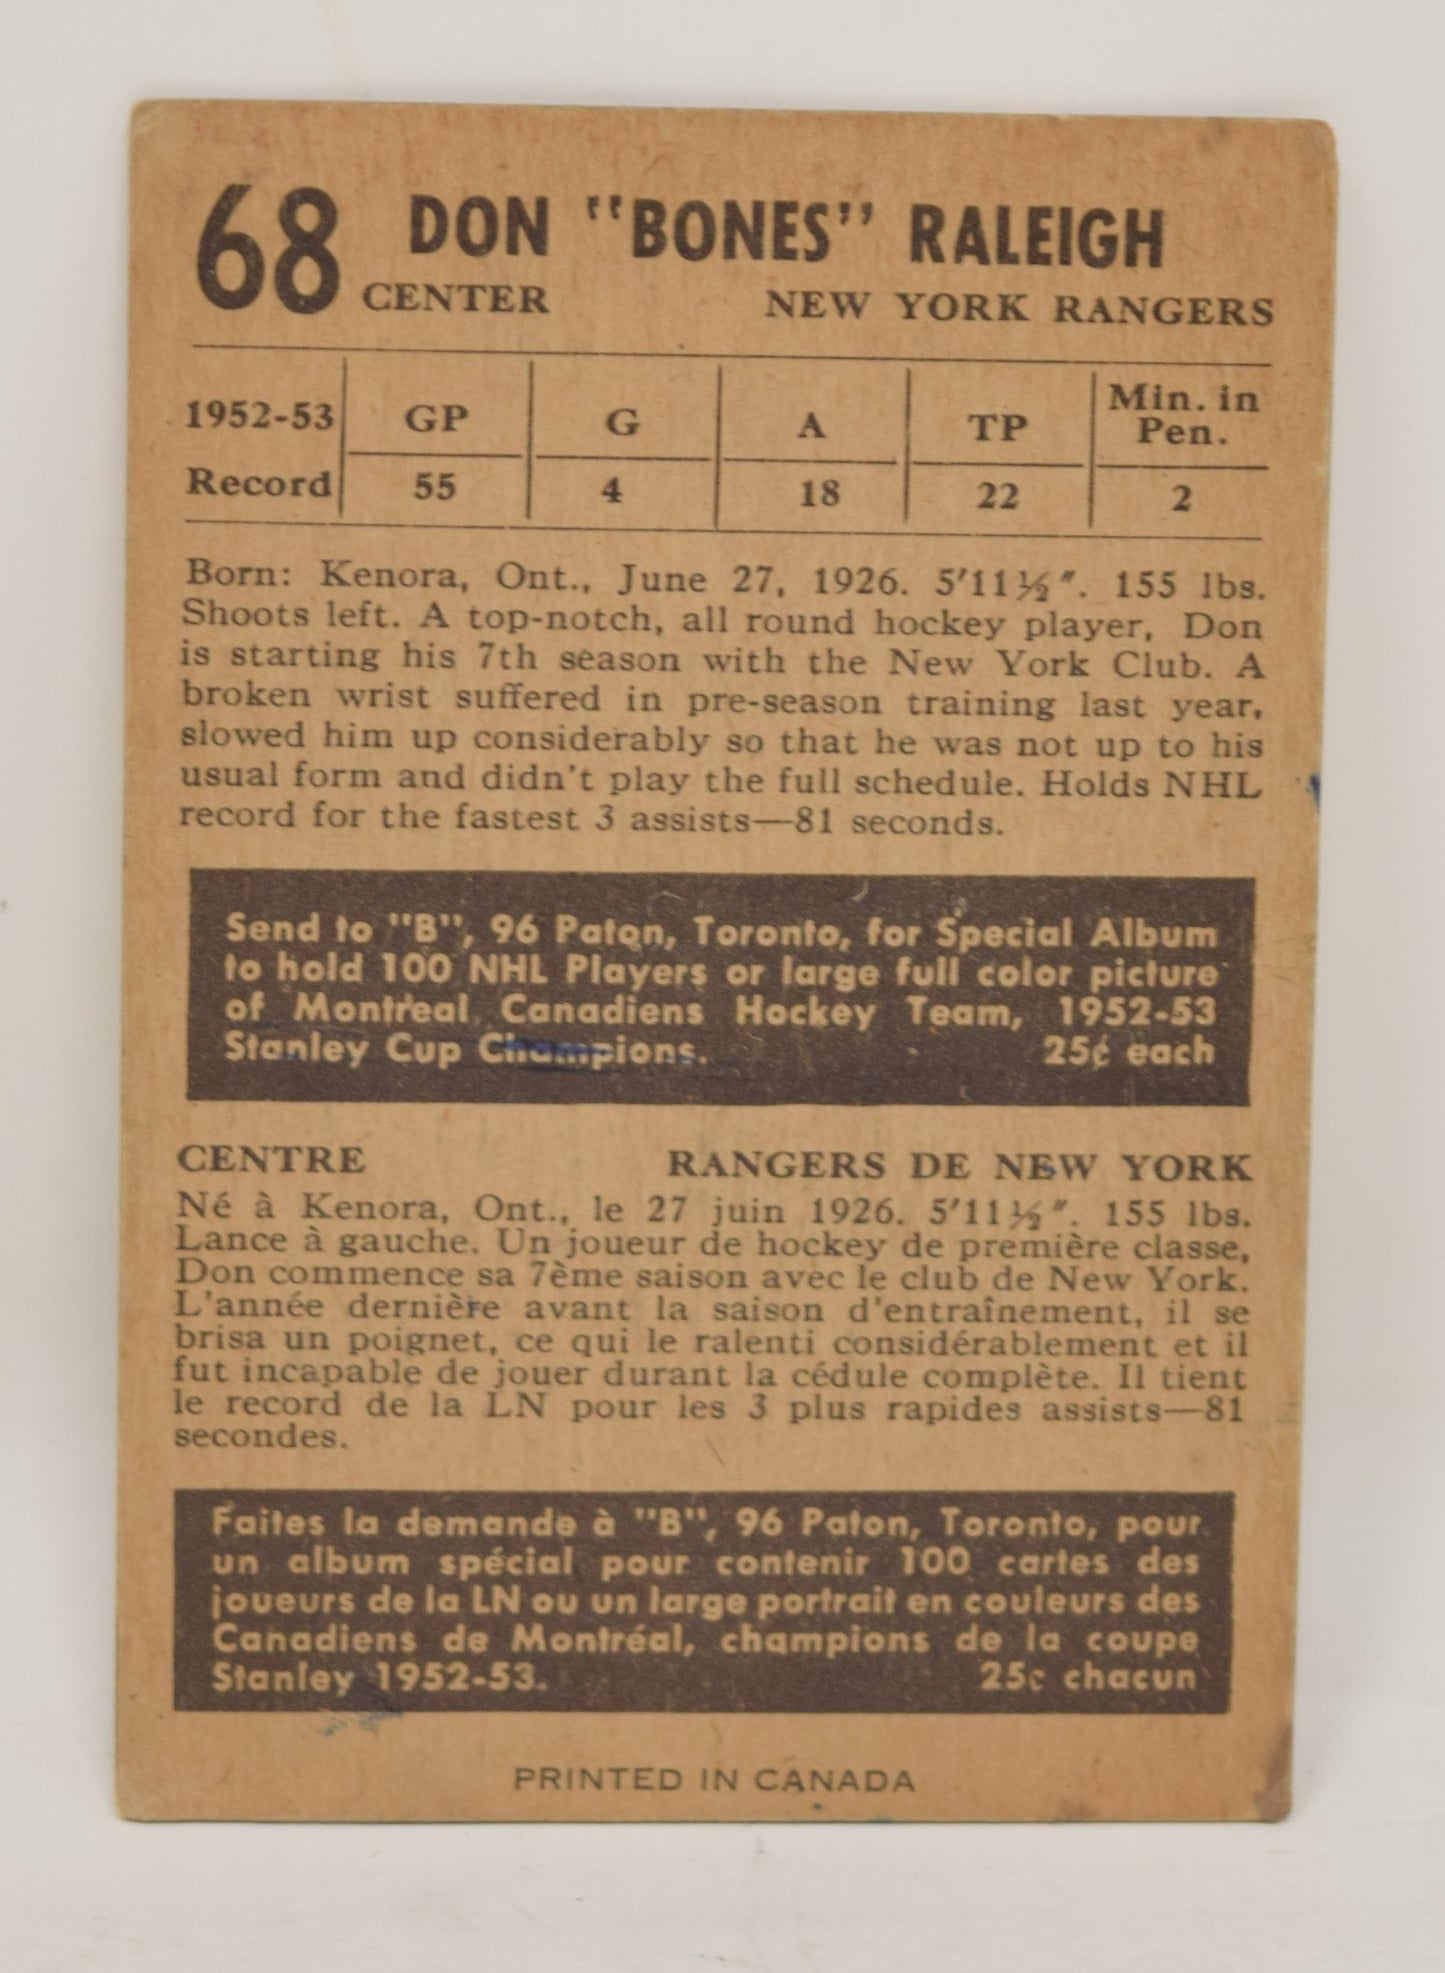 68 DON "BONES" RALEIGH
CENTER NEW YORK RANGERS
1952-53 GP G A TP Min. in Pen.
Record 55 4 18 22 2
Born: Kenora, Ont., June 27, 1926. 5'11½". 155 lbs.
Shoots left. A top-notch, all round hockey player, Don
is starting his 7th season with the New York Club. A
broken wrist suffered in pre-season training last year,
slowed him up considerably so that he was not up to his
usual form and didn't play the full schedule. Holds NHL
record for the fastest 3 assists—81 seconds.
Send to "B", 96 Paton, Toronto, for Special Album
to hold 100 NHL Players or large full color picture
of Montreal Canadiens Hockey Team, 1952-53
Stanley Cup Champions. 25¢ each
CENTRE RANGERS DE NEW YORK
Né à Kenora, Ont., le 27 juin 1926. 5'11½". 155 lbs.
Lance à gauche. Un joueur de hockey de première classe,
Don commence sa 7ème saison avec le club de New York.
L'année dernière avant la saison d'entraînement, il se
brisa un poignet, ce qui le ralenti considérablement et il
fut incapable de jouer durant la cédule complète. Il tient
le record de la LN pour les 3 plus rapides assists—81
secondes.
Faites la demande à "B", 96 Paton, Toronto, pour
un album spécial pour contenir 100 cartes des
joueurs de la LN ou un large portrait en couleurs des
Canadiens de Montréal, champions de la coupe
Stanley 1952-53. 25¢ chacun
PRINTED IN CANADA